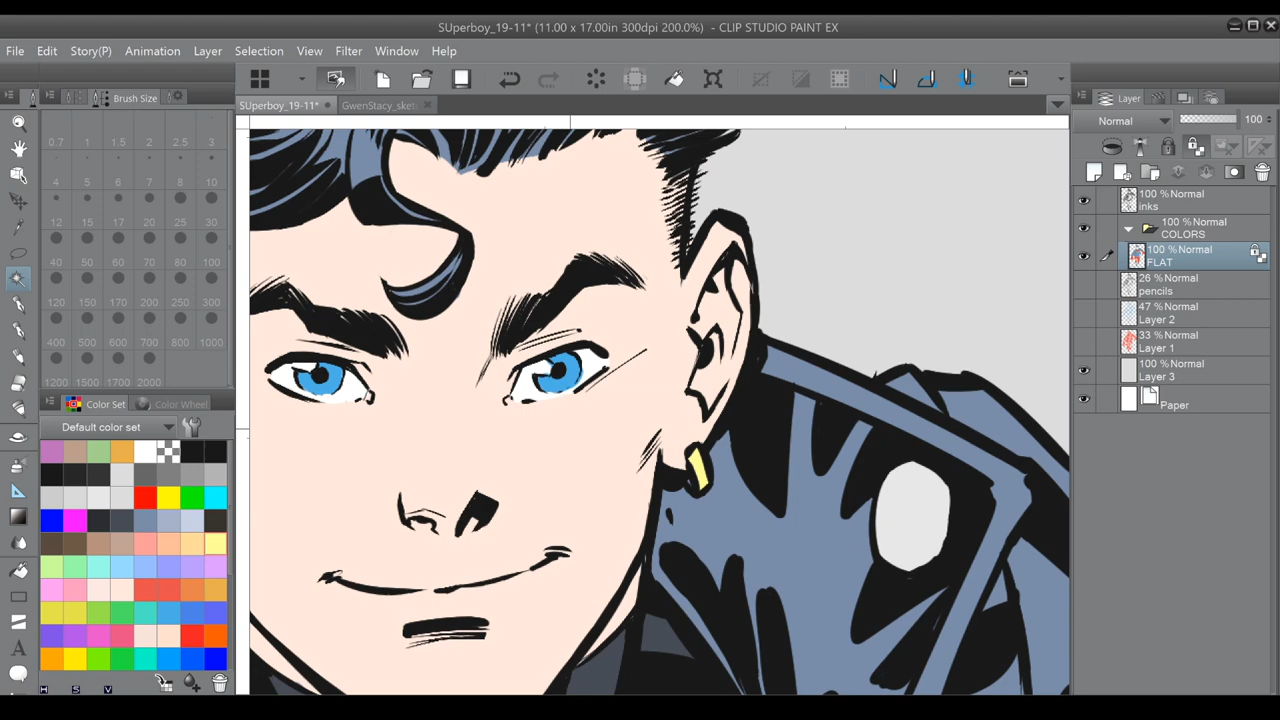 SUperboy_19-11* (11.00 x 17.00in 300dpi 200.0%) - CLIP STUDIO PAINT EX
File Edit Story(P) Animation Layer Selection View Filter Window Help
Brush Size
SUperboy_19-11* GwenStacy_sket
Layer
Normal 100
0.7 1 1.5 2 3
4 5 6 7 8 10
12 15 17 20 25 30
40 50 60 70 80 100
120 150 170 200 250 300
400 500 600 700 800 1000
1200 1500 1700 2000
100 % Normal
inks
100 % Normal
COLORS
100 % Normal
FLAT
26 % Normal
pencils
47 % Normal
Layer 2
33 % Normal
Layer 1
100 % Normal
Layer 3
Paper
Color Set Color Wheel
Default color set
H S V